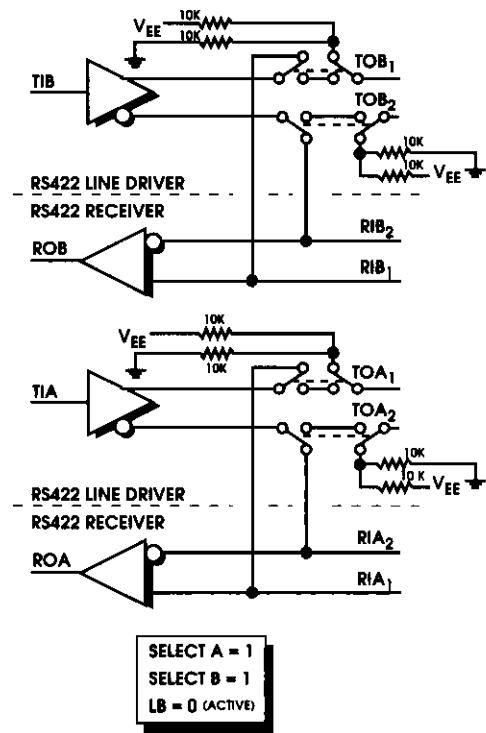 10K
VEE
10K
TOB1
TIB
TOB2
10K
10K
RS422 LINE DRIVER
VEE
RS422 RECEIVER
RIB2
ROB
RIB1
10K
VEE
10K
TOA1
TIA
TOA2
10K
10K
RS422 LINE DRIVER
VEE
RS422 RECEIVER
RIA2
ROA
RIA1
SELECT A = 1
SELECT B = 1
LB = 0 (ACTIVE)